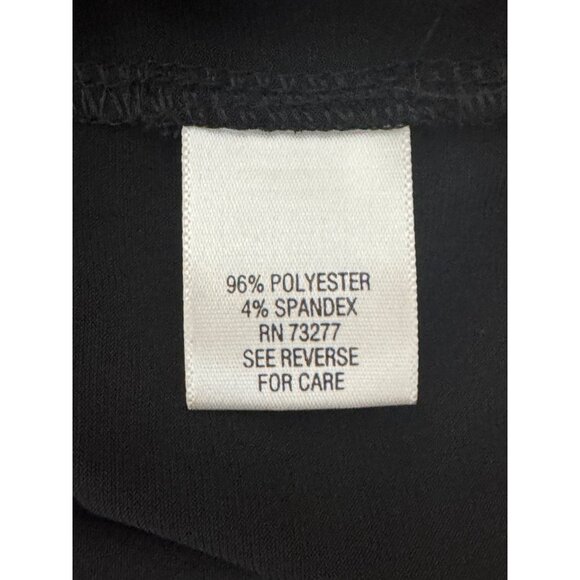 96% POLYESTER
4% SPANDEX
RN 73277
SEE REVERSE
FOR CARE